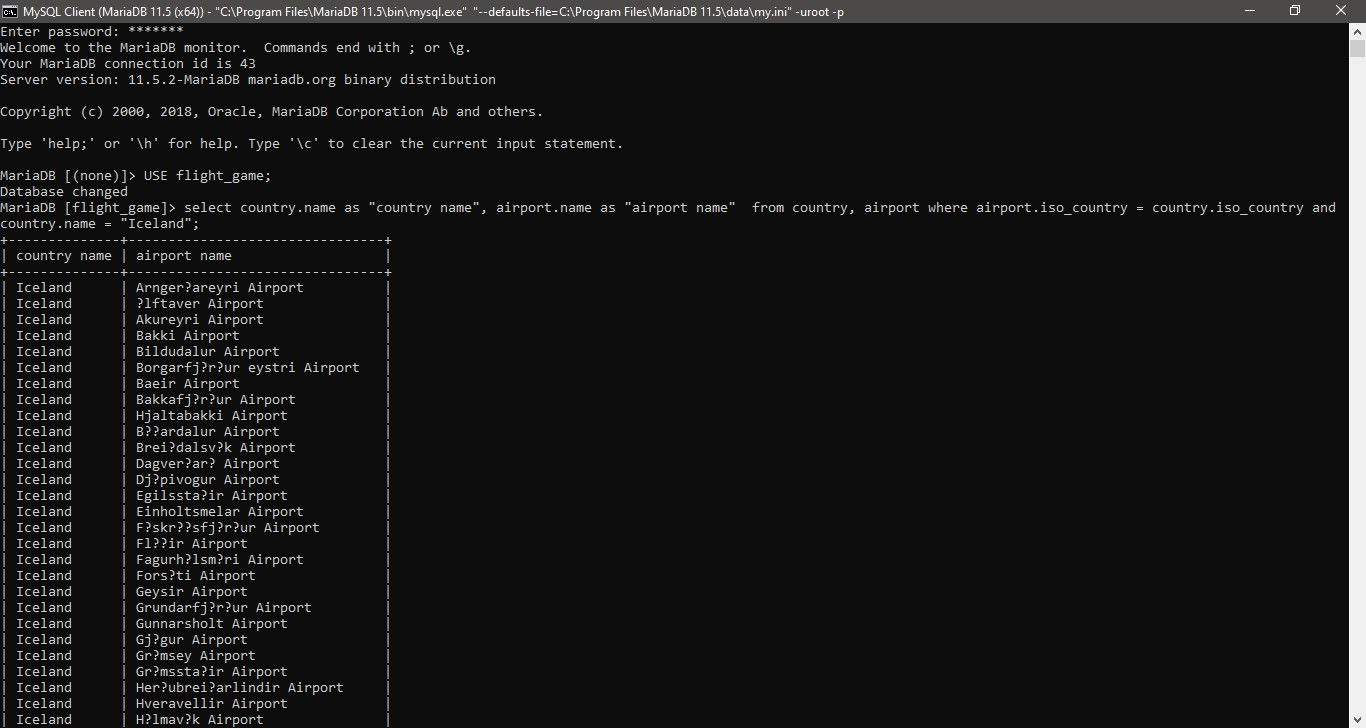 MySQL Client (MariaDB 11.5 (x64)) - "C:\Program Files\MariaDB 11.5\bin\mysql.exe" "--defaults-file=C:\Program Files\MariaDB 11.5\data\my.ini" -uroot -p
Enter password: *******
Welcome to the MariaDB monitor.  Commands end with ; or \g.
Your MariaDB connection id is 43
Server version: 11.5.2-MariaDB mariadb.org binary distribution

Copyright (c) 2000, 2018, Oracle, MariaDB Corporation Ab and others.

Type 'help;' or '\h' for help. Type '\c' to clear the current input statement.

MariaDB [(none)]> USE flight_game;
Database changed
MariaDB [flight_game]> select country.name as "country name", airport.name as "airport name"  from country, airport where airport.iso_country = country.iso_country and
country.name = "Iceland";
+--------------+--------------------------------+
| country name | airport name                   |
+--------------+--------------------------------+
| Iceland      | Arnger?areyri Airport          |
| Iceland      | ?lftaver Airport               |
| Iceland      | Akureyri Airport               |
| Iceland      | Bakki Airport                  |
| Iceland      | Bildudalur Airport             |
| Iceland      | Borgarfj?r?ur eystri Airport   |
| Iceland      | Baeir Airport                  |
| Iceland      | Bakkafj?r?ur Airport           |
| Iceland      | Hjaltabakki Airport            |
| Iceland      | B??ardalur Airport             |
| Iceland      | Brei?dalsv?k Airport           |
| Iceland      | Dagver?ar? Airport             |
| Iceland      | Dj?pivogur Airport             |
| Iceland      | Egilssta?ir Airport            |
| Iceland      | Einholtsmelar Airport          |
| Iceland      | F?skr??sfj?r?ur Airport        |
| Iceland      | Fl??ir Airport                 |
| Iceland      | Fagurh?lsm?ri Airport          |
| Iceland      | Fors?ti Airport                |
| Iceland      | Geysir Airport                 |
| Iceland      | Grundarfj?r?ur Airport         |
| Iceland      | Gunnarsholt Airport            |
| Iceland      | Gj?gur Airport                 |
| Iceland      | Gr?msey Airport                |
| Iceland      | Gr?mssta?ir Airport            |
| Iceland      | Her?ubrei?arlindir Airport     |
| Iceland      | Hveravellir Airport            |
| Iceland      | H?lmav?k Airport               |